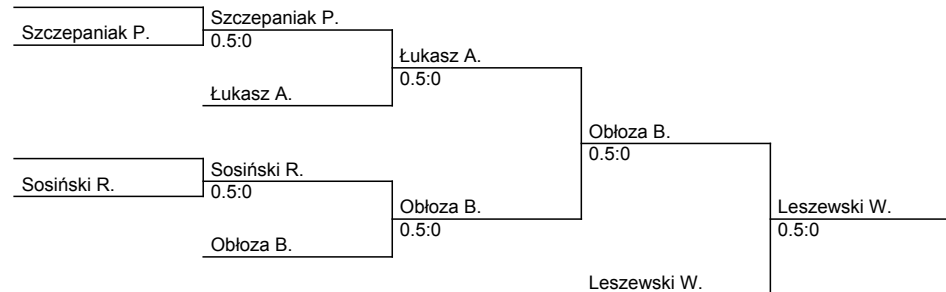 Szczepaniak P.
Szczepaniak P.
0.5:0
Łukasz A.
Łukasz A.
0.5:0
Obłoza B.
0.5:0
Sosiński R.
Sosiński R.
0.5:0
Obłoza B.
Obłoza B.
0.5:0
Leszewski W.
Leszewski W.
0.5:0